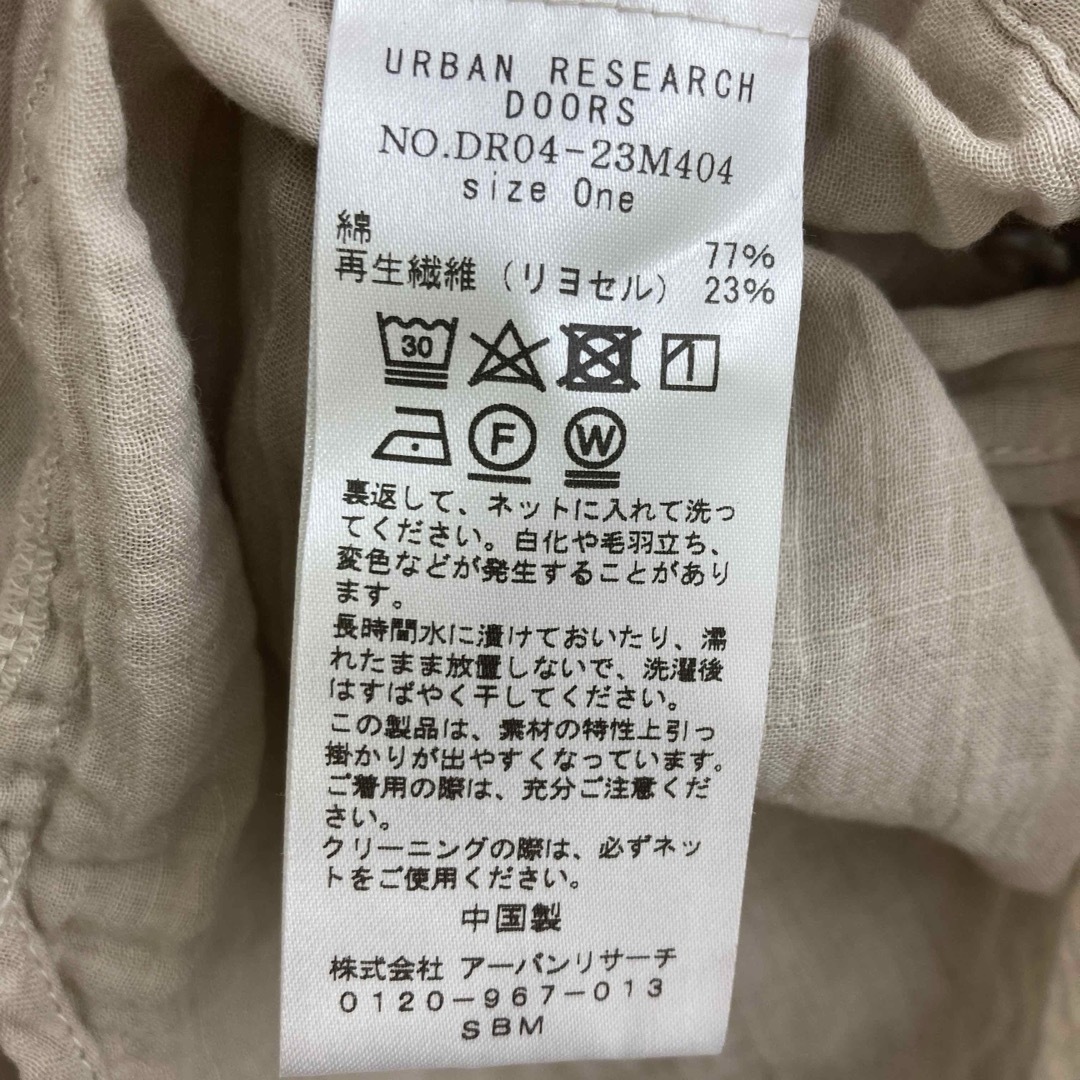 URBAN RESEARCH
DOORS
NO.DR04-23M404
size One
綿 77%
再生繊維（リヨセル） 23%
30
F W
裏返して、ネットに入れて洗っ
てください。白化や毛羽立ち、
変色などが発生することがあり
ます。
長時間水に漬けておいたり、濡
れたまま放置しないで、洗濯後
はすばやく干してください。
この製品は、素材の特性上引っ
掛かりが出やすくなっています。
ご着用の際は、充分ご注意くだ
さい。
クリーニングの際は、必ずネッ
トをご使用ください。
中国製
株式会社 アーバンリサーチ
0120-967-013
SBM